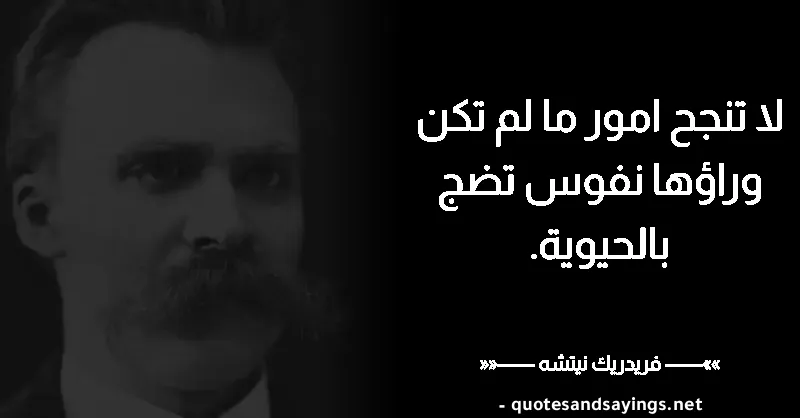 لا تنجح امور ما لم تكن
وراؤها نفوس تضج
بالحيوية.
»»—— فريدريك نيتشه ——««
- quotesandsayings.net